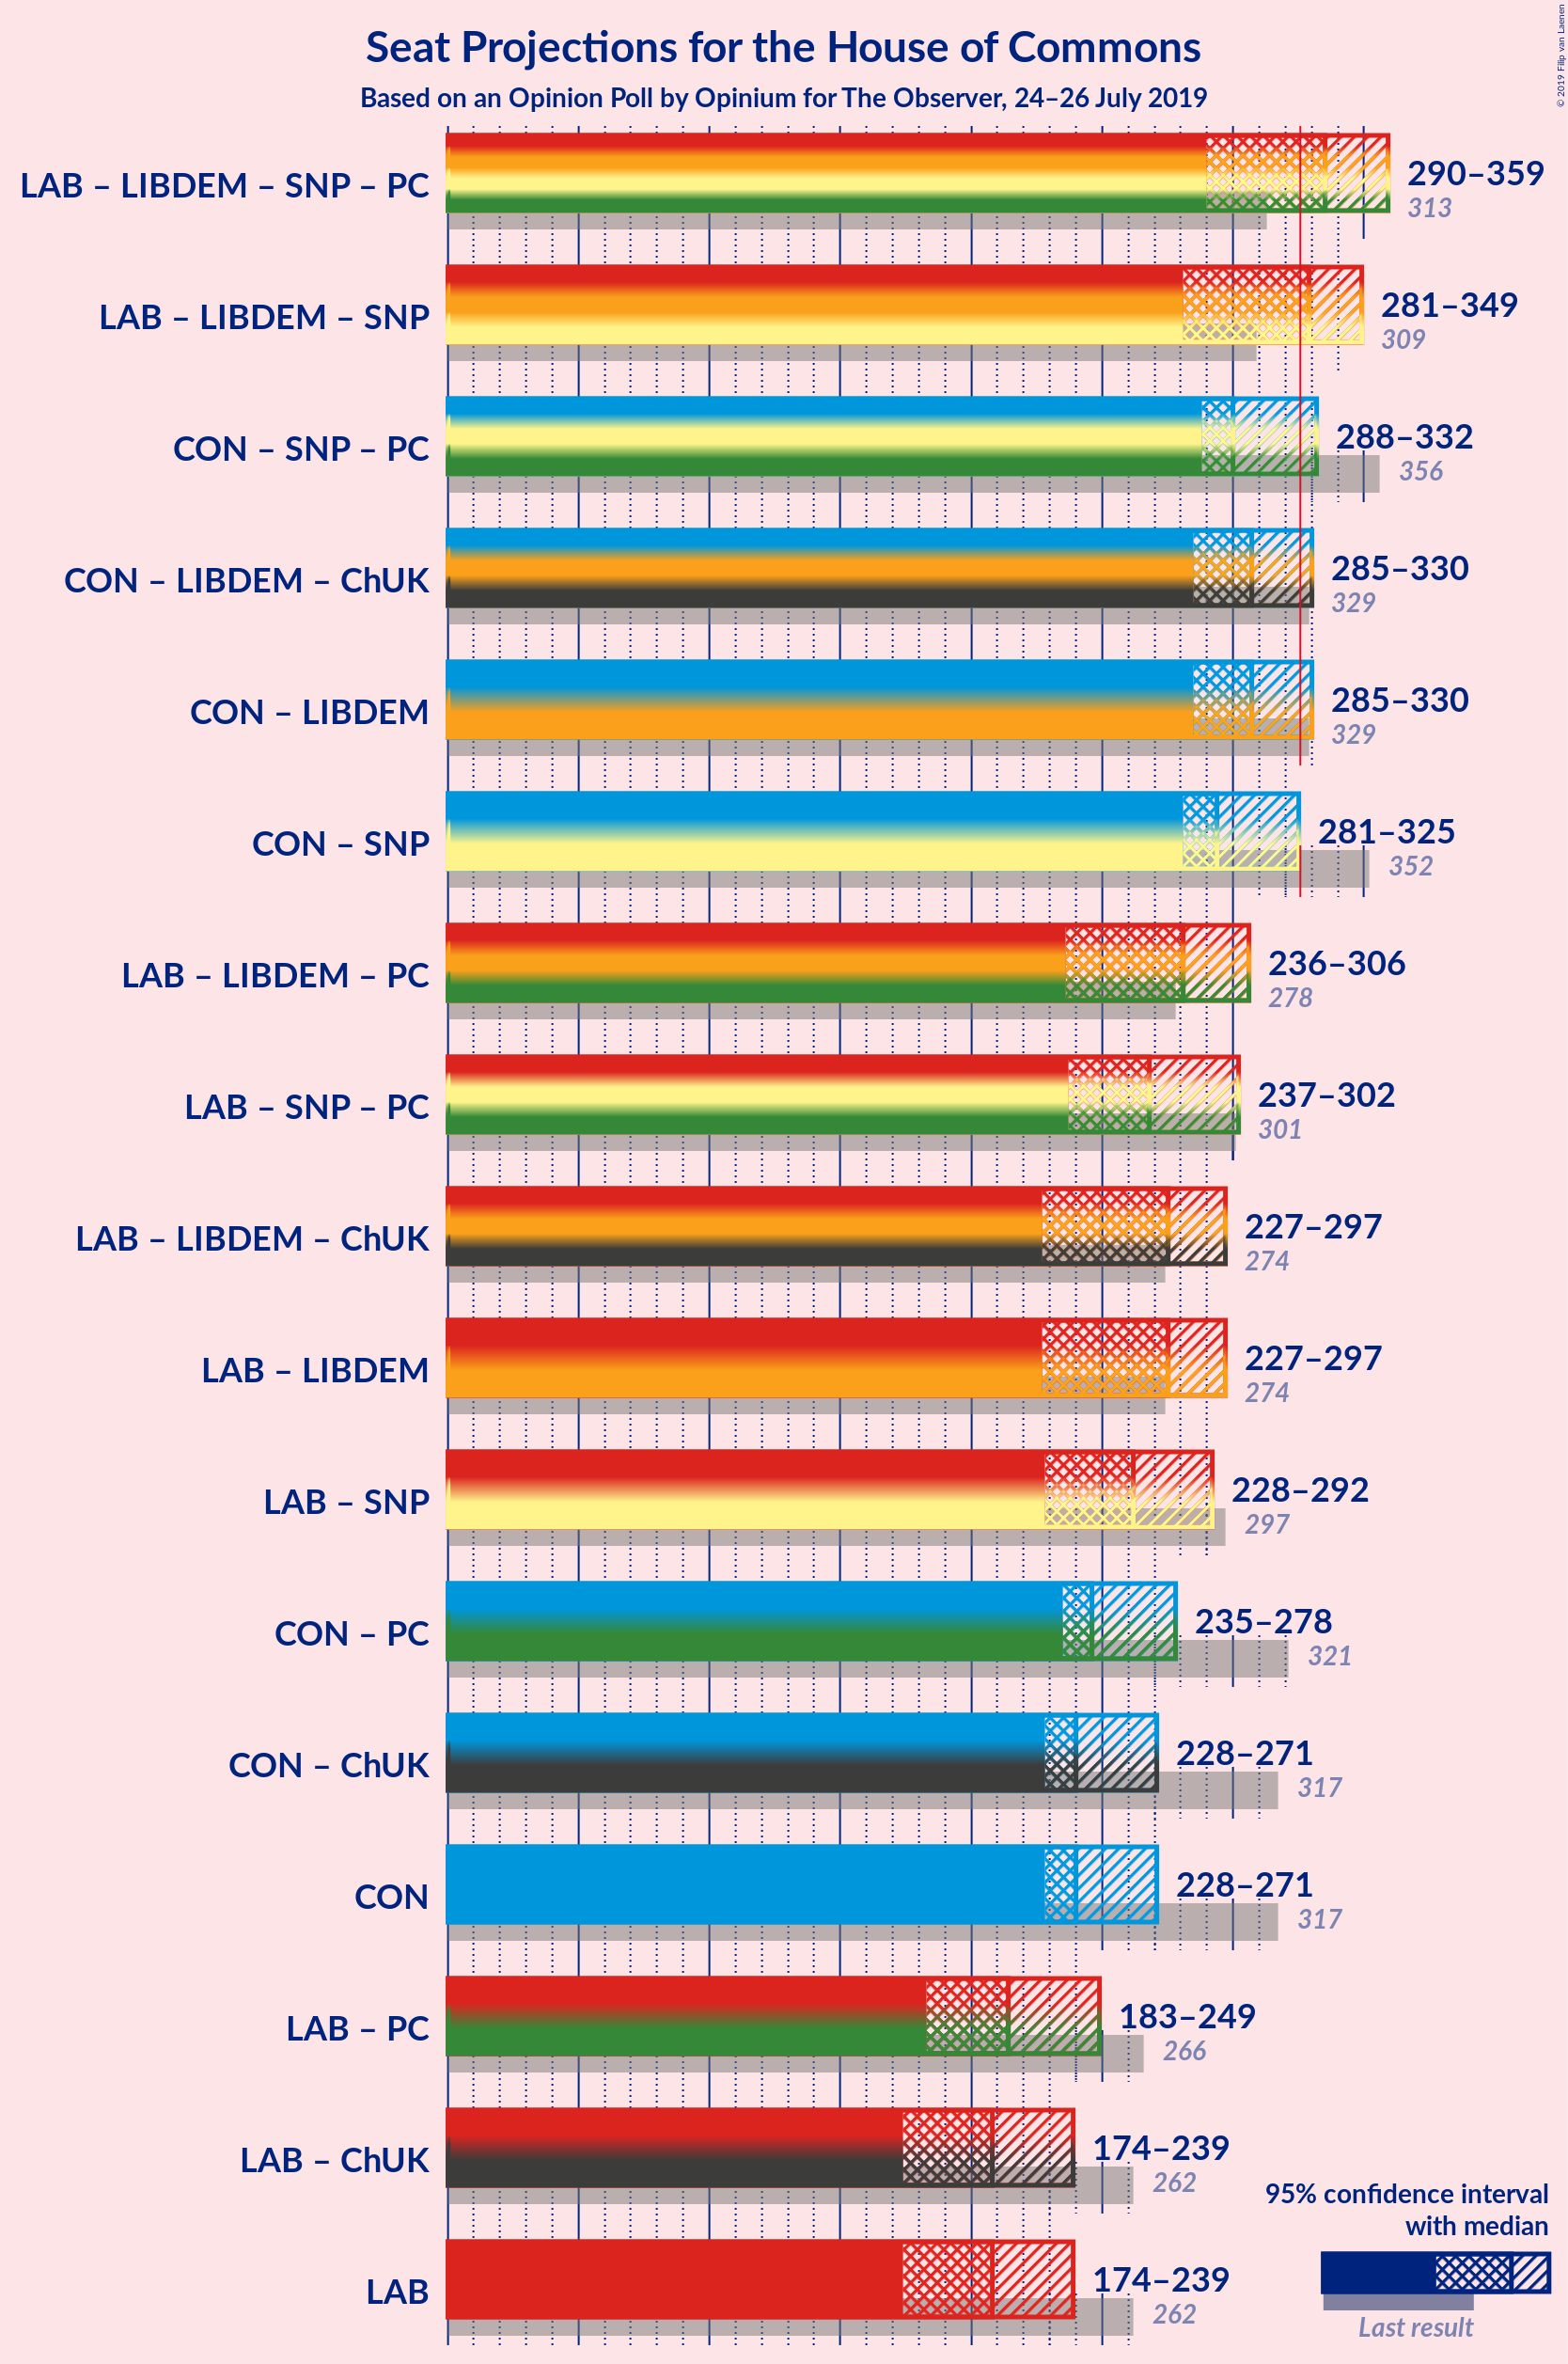 Seat Projections for the House of Commons
Based on an Opinion Poll by Opinium for The Observer, 24–26 July 2019
© 2019 Filip van Laenen
LAB – LIBDEM – SNP – PC
290–359
313
LAB – LIBDEM – SNP
281–349
309
CON – SNP – PC
288–332
356
CON – LIBDEM – ChUK
285–330
329
CON – LIBDEM
285–330
329
CON – SNP
281–325
352
LAB – LIBDEM – PC
236–306
278
LAB – SNP – PC
237–302
301
LAB – LIBDEM – ChUK
227–297
274
LAB – LIBDEM
227–297
274
LAB – SNP
228–292
297
CON – PC
235–278
321
CON – ChUK
228–271
317
CON
228–271
317
LAB – PC
183–249
266
LAB – ChUK
174–239
262
LAB
174–239
262
95% confidence interval
with median
Last result